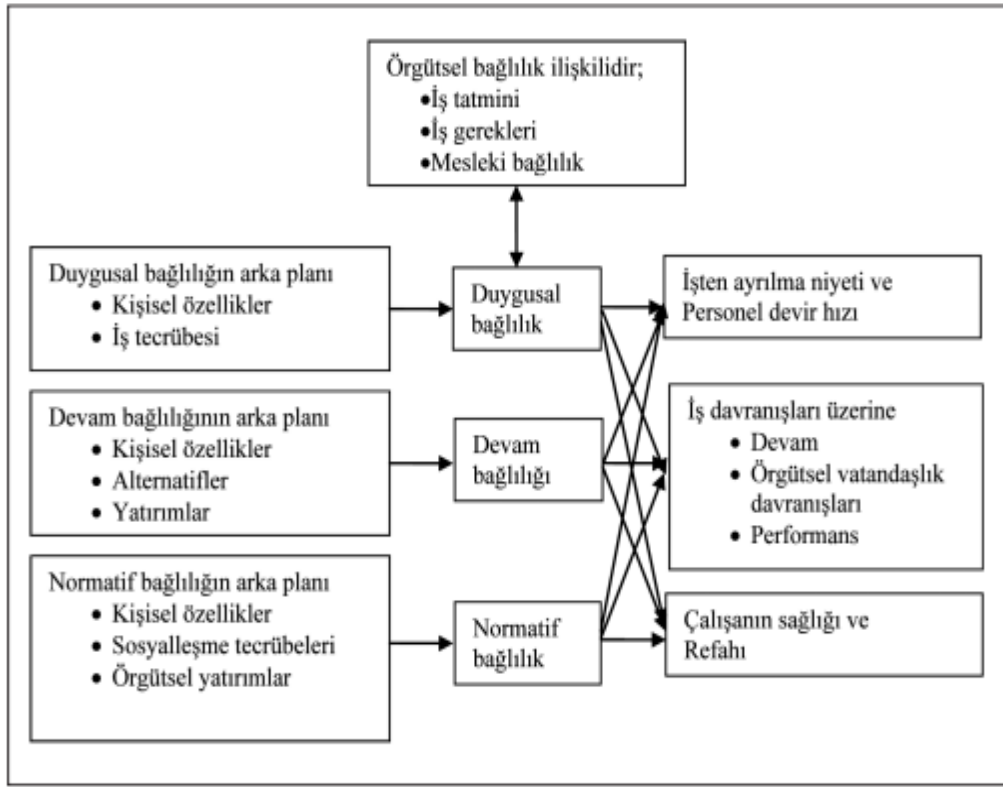 Örgütsel bağlılık ilişkilidir;
•İş tatmini
•İş gerekleri
•Mesleki bağlılık
Duygusal bağlılığın arka planı
• Kişisel özellikler
• İş tecrübesi
Duygusal
bağlılık
İşten ayrılma niyeti ve
Personel devir hızı
Devam bağlılığının arka planı
• Kişisel özellikler
• Alternatifler
• Yatırımlar
Devam
bağlılığı
İş davranışları üzerine
• Devam
• Örgütsel vatandaşlık
davranışları
• Performans
Normatif bağlılığın arka planı
• Kişisel özellikler
• Sosyalleşme tecrübeleri
• Örgütsel yatırımlar
Normatif
bağlılık
Çalışanın sağlığı ve
Refahı